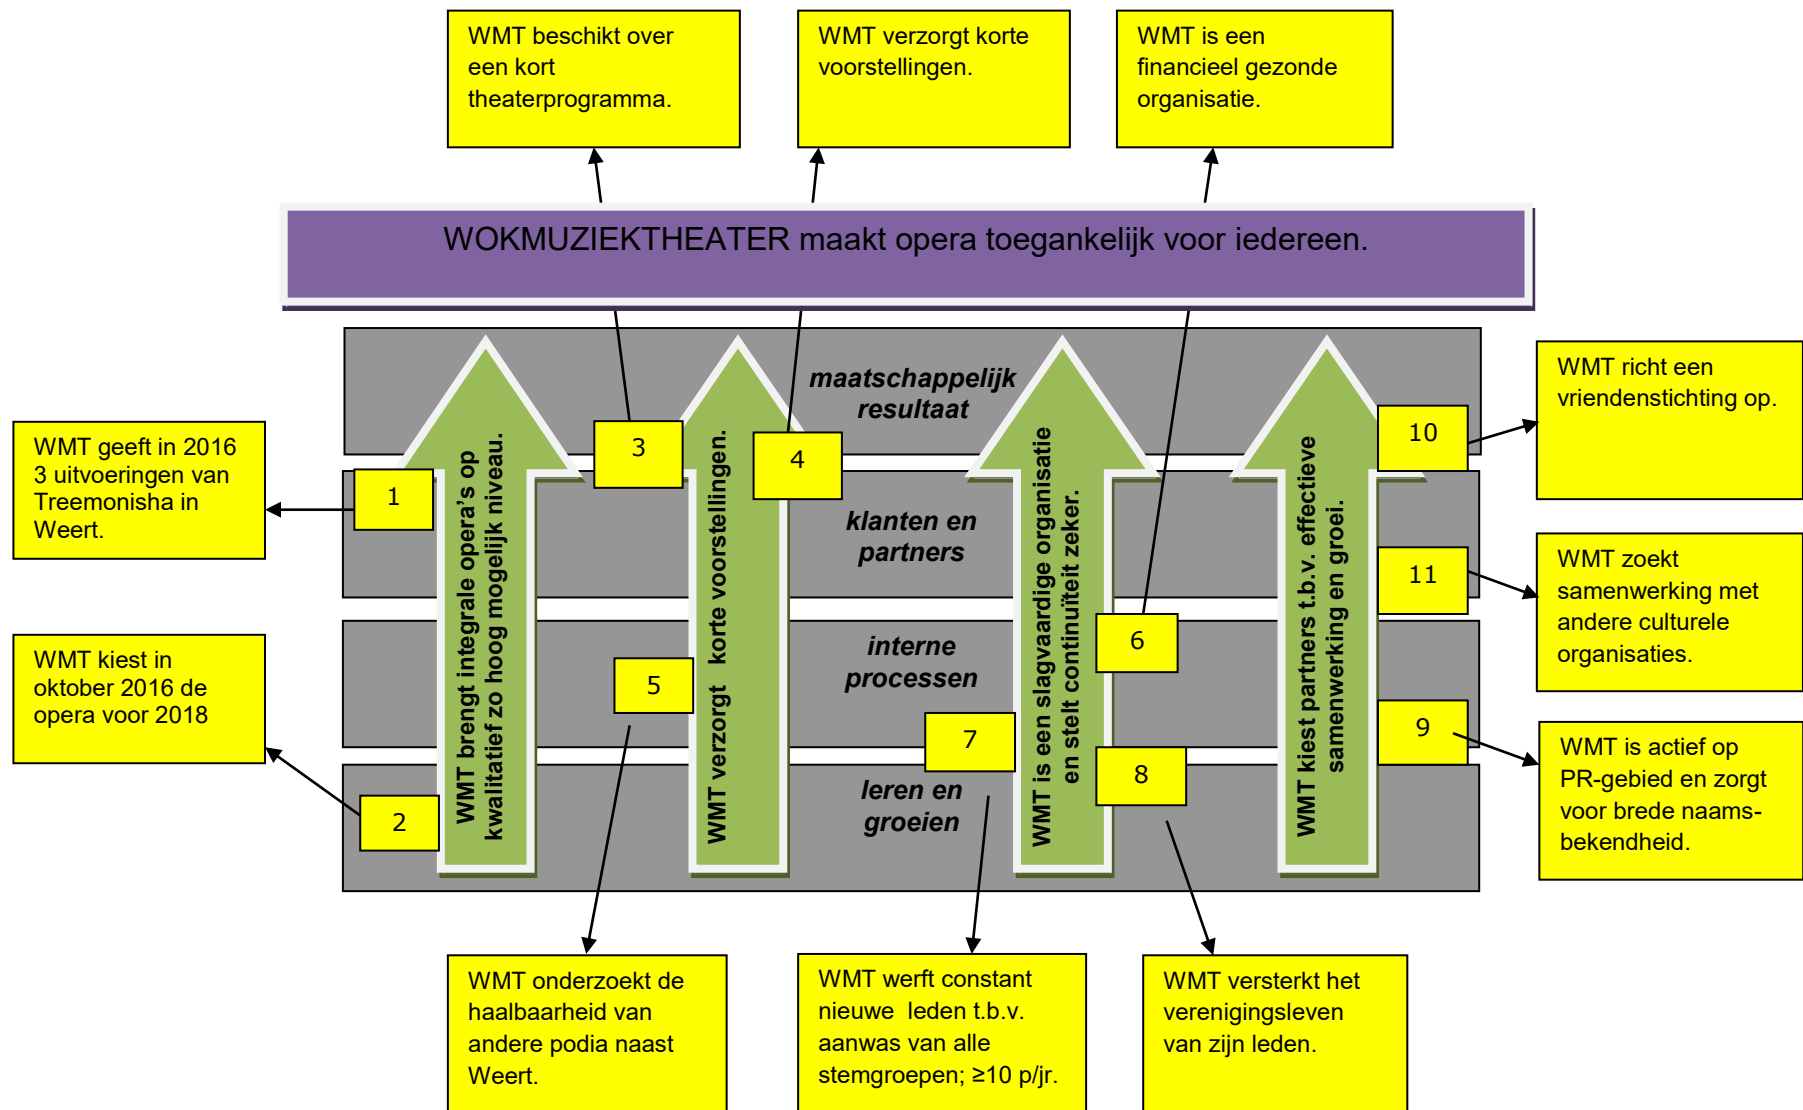 WMT beschikt over
een kort
theaterprogramma.
WMT verzorgt korte
voorstellingen.
WMT is een
financieel gezonde
organisatie.
WOKMUZIEKTHEATER maakt opera toegankelijk voor iedereen.
maatschappelijk
resultaat
klanten en
partners
interne
processen
leren en
groeien
WMT brengt integrale opera's op
kwalitatief zo hoog mogelijk niveau.
WMT verzorgt   korte voorstellingen.
WMT is een slagvaardige organisatie
en stelt continuïteit zeker.
WMT kiest partners t.b.v. effectieve
samenwerking en groei.
1
2
3
4
5
6
7
8
9
10
11
WMT geeft in 2016
3 uitvoeringen van
Treemonisha in
Weert.
WMT kiest in
oktober 2016 de
opera voor 2018
WMT richt een
vriendenstichting op.
WMT zoekt
samenwerking met
andere culturele
organisaties.
WMT is actief op
PR-gebied en zorgt
voor brede naams-
bekendheid.
WMT onderzoekt de
haalbaarheid van
andere podia naast
Weert.
WMT werft constant
nieuwe  leden t.b.v.
aanwas van alle
stemgroepen; ≥10 p/jr.
WMT versterkt het
verenigingsleven
van zijn leden.